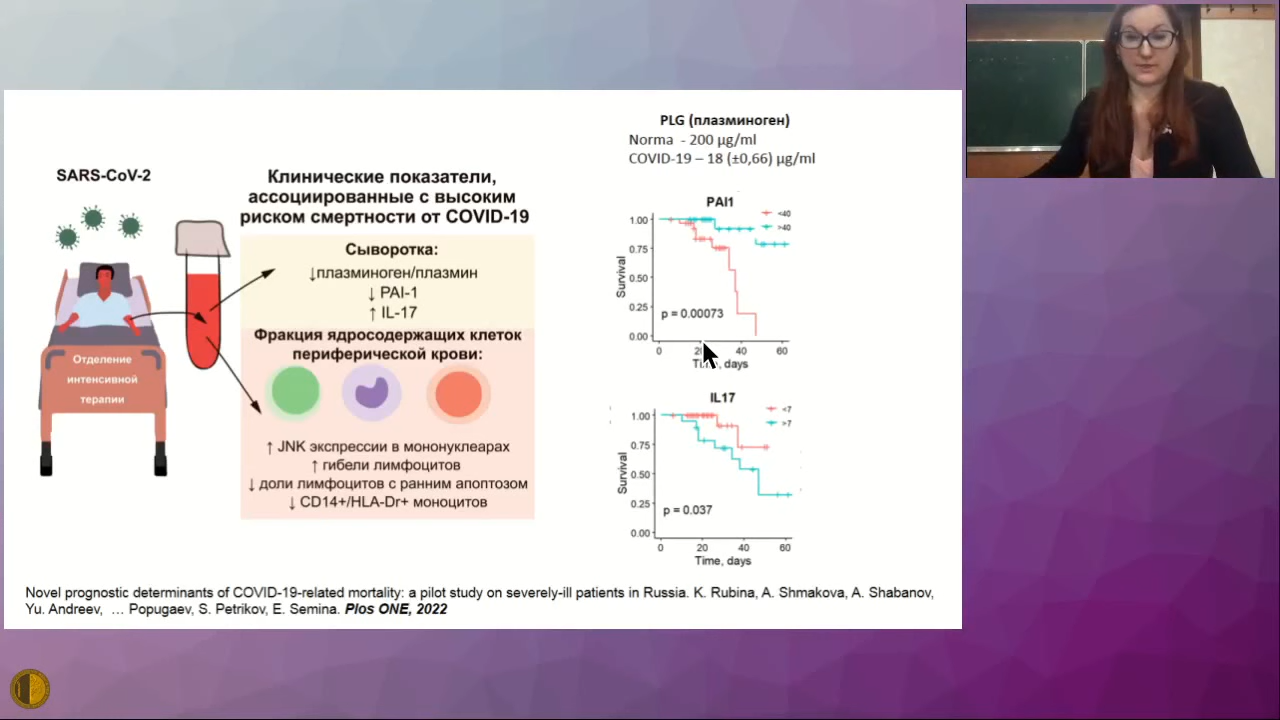 SARS-CoV-2
Отделение
интенсивной
терапии
Клинические показатели,
ассоциированные с высоким
риском смертности от COVID-19
Сыворотка:
↓плазминоген/плазмин
↓ PAI-1
↑ IL-17
Фракция ядросодержащих клеток
периферической крови:
↑ JNK экспрессии в мононуклеарах
↑ гибели лимфоцитов
↓ доли лимфоцитов с ранним апоптозом
↓ CD14+/HLA-Dr+ моноцитов
PLG (плазминоген)
Norma - 200 µg/ml
COVID-19 – 18 (±0,66) µg/ml
PAI1
<40
>40
Survival
1.00
0.75
0.50
0.25
0.00
p = 0.00073
0 40 60
days
IL17
<7
>7
Survival
1.00
0.75
0.50
0.25
0.00
p = 0.037
0 20 40 60
Time, days
Novel prognostic determinants of COVID-19-related mortality: a pilot study on severely-ill patients in Russia. K. Rubina, A. Shmakova, A. Shabanov,
Yu. Andreev, … Popugaev, S. Petrikov, E. Semina. Plos ONE, 2022